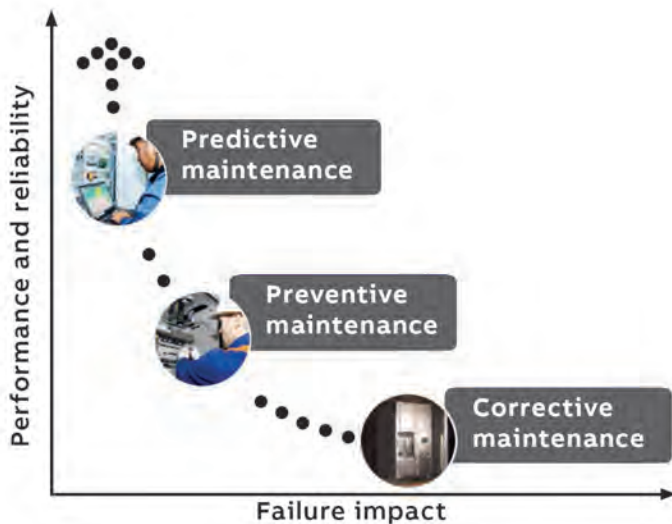 Performance and reliability
Predictive
maintenance
Preventive
maintenance
Corrective
maintenance
Failure impact